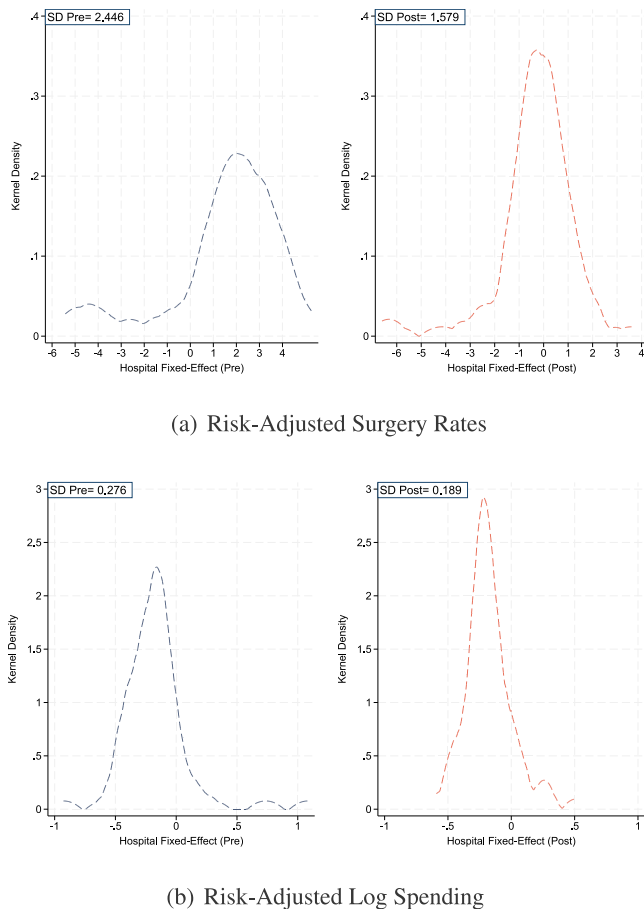 SD Pre= 2.446
.4
.3
.2
.1
0
Kernel Density
-6 -5 -4 -3 -2 -1 0 1 2 3 4
Hospital Fixed-Effect (Pre)
SD Post= 1.579
.4
.3
.2
.1
0
Kernel Density
-6 -5 -4 -3 -2 -1 0 1 2 3 4
Hospital Fixed-Effect (Post)
(a) Risk-Adjusted Surgery Rates
SD Pre= 0.276
3
2.5
2
1.5
1
.5
0
Kernel Density
-1 -.5 0 .5 1
Hospital Fixed-Effect (Pre)
SD Post= 0.189
3
2.5
2
1.5
1
.5
0
Kernel Density
-1 -.5 0 .5 1
Hospital Fixed-Effect (Post)
(b) Risk-Adjusted Log Spending